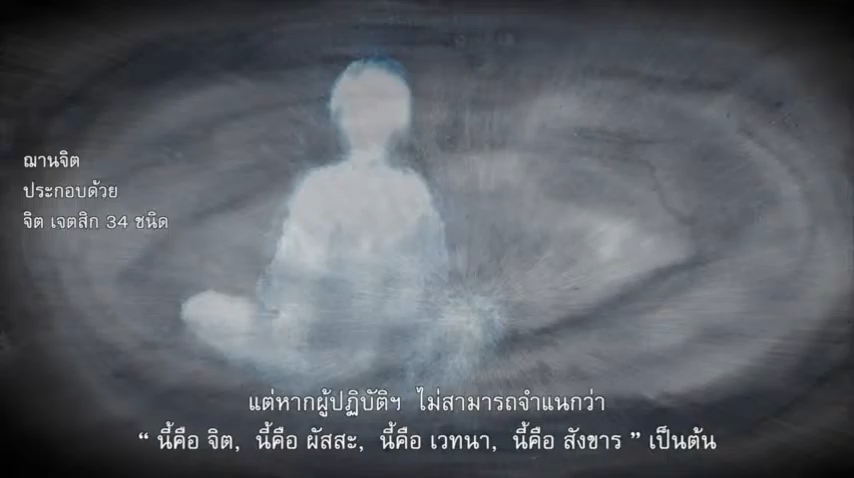 ฌานจิต
ประกอบด้วย
จิต เจตสิก 34 ชนิด
แต่หากผู้ปฏิบัติฯ ไม่สามารถจำแนกว่า
“ นี้คือ จิต, นี้คือ ผัสสะ, นี้คือ เวทนา, นี้คือ สังขาร ” เป็นต้น